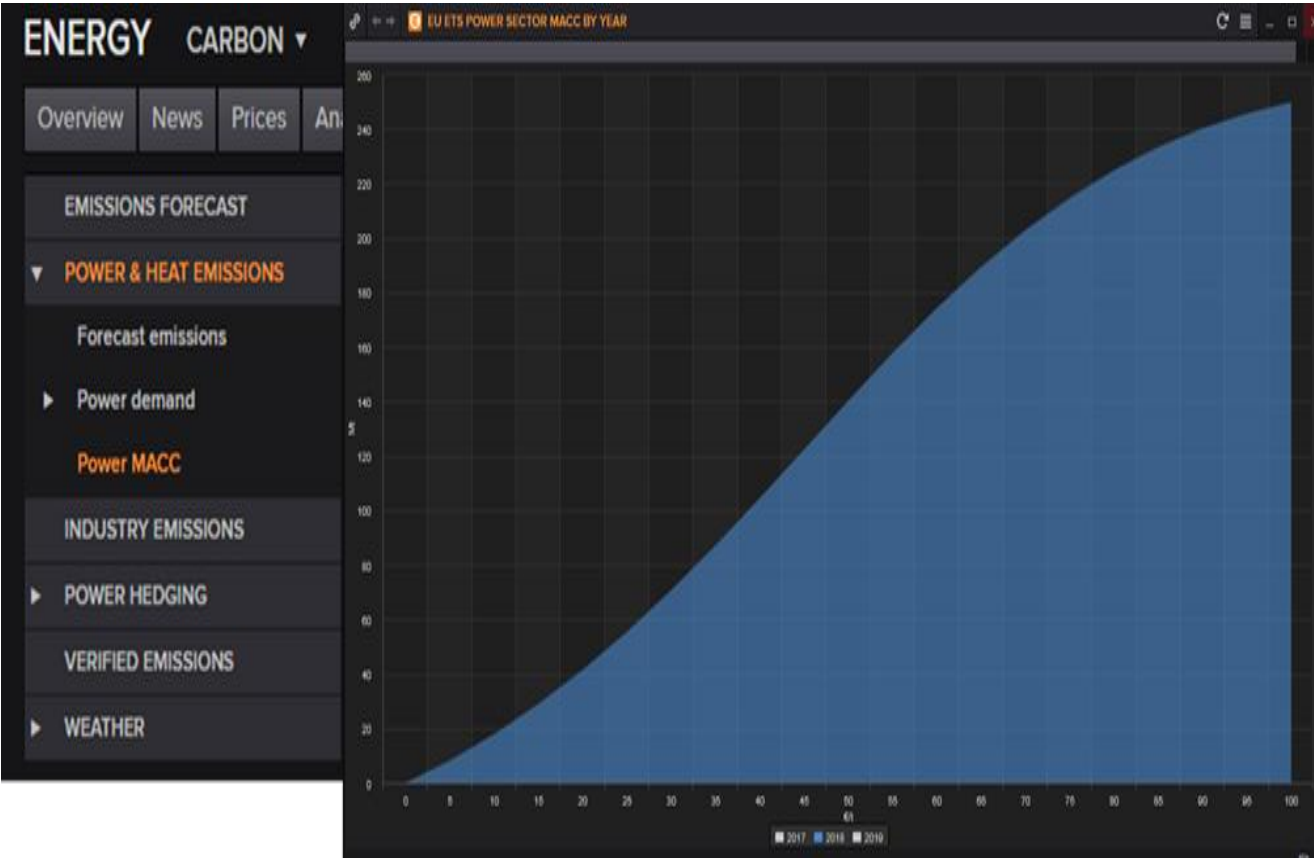 ENERGY CARBON ▼
Overview News Prices An
EMISSIONS FORECAST
▼ POWER & HEAT EMISSIONS
Forecast emissions
► Power demand
Power MACC
INDUSTRY EMISSIONS
► POWER HEDGING
VERIFIED EMISSIONS
► WEATHER
€ EU ETS POWER SECTOR MACC BY YEAR
260
240
220
200
180
160
140
Mt
120
100
80
60
40
20
0
0 5 10 15 20 25 30 35 40 45 50 55 60 65 70 75 80 85 90 95 100
€/t
2017 2018 2019